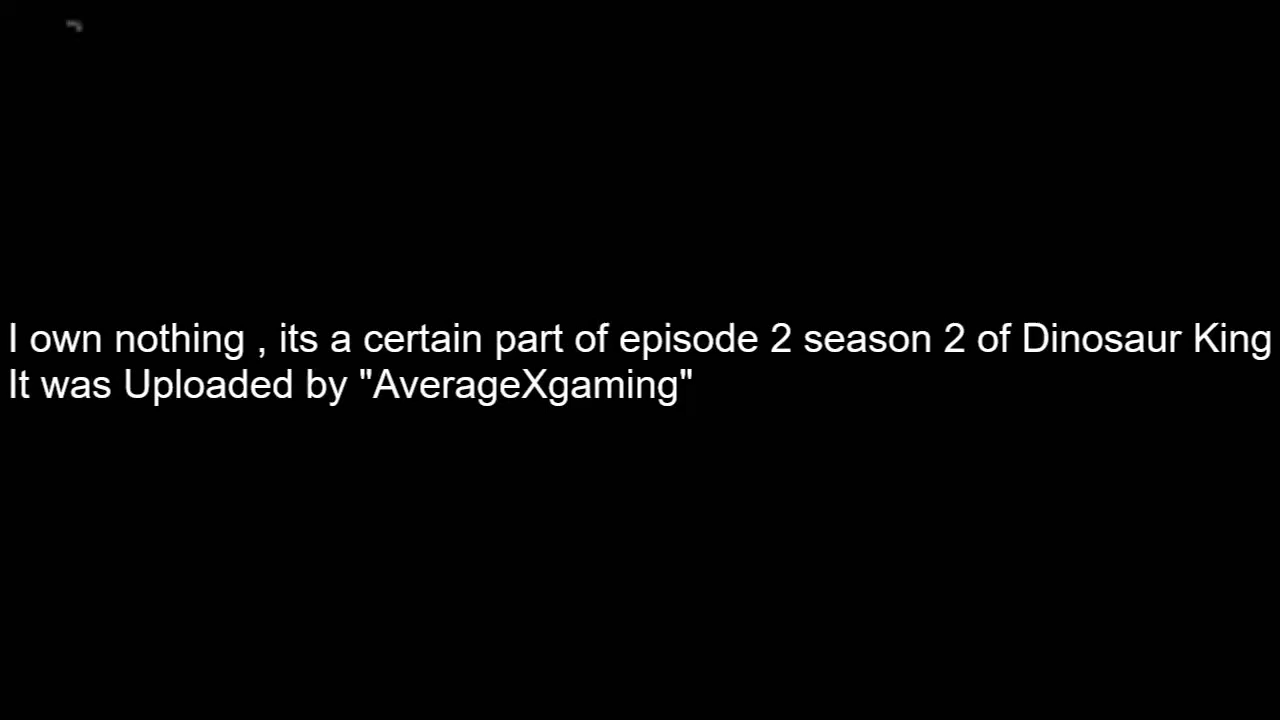 I own nothing , its a certain part of episode 2 season 2 of Dinosaur King
It was Uploaded by "AverageXgaming"